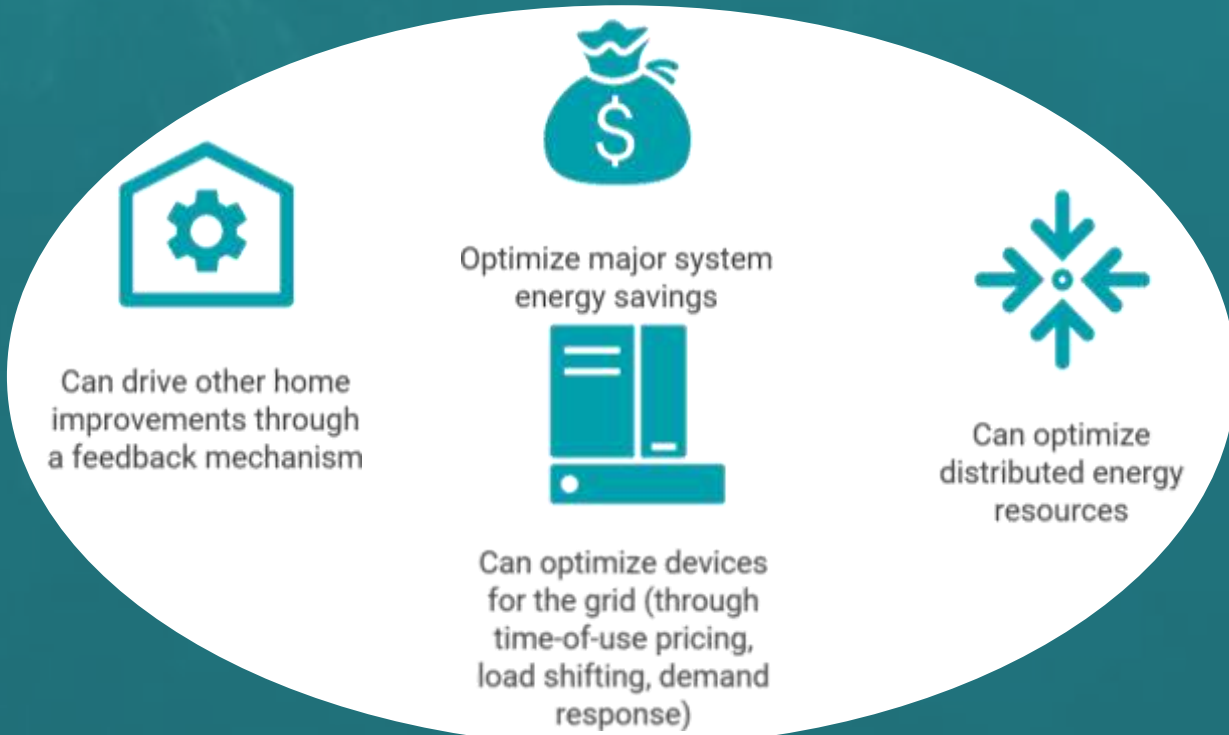 $
Optimize major system
energy savings
Can drive other home
improvements through
a feedback mechanism
Can optimize
distributed energy
resources
Can optimize devices
for the grid (through
time-of-use pricing,
load shifting, demand
response)